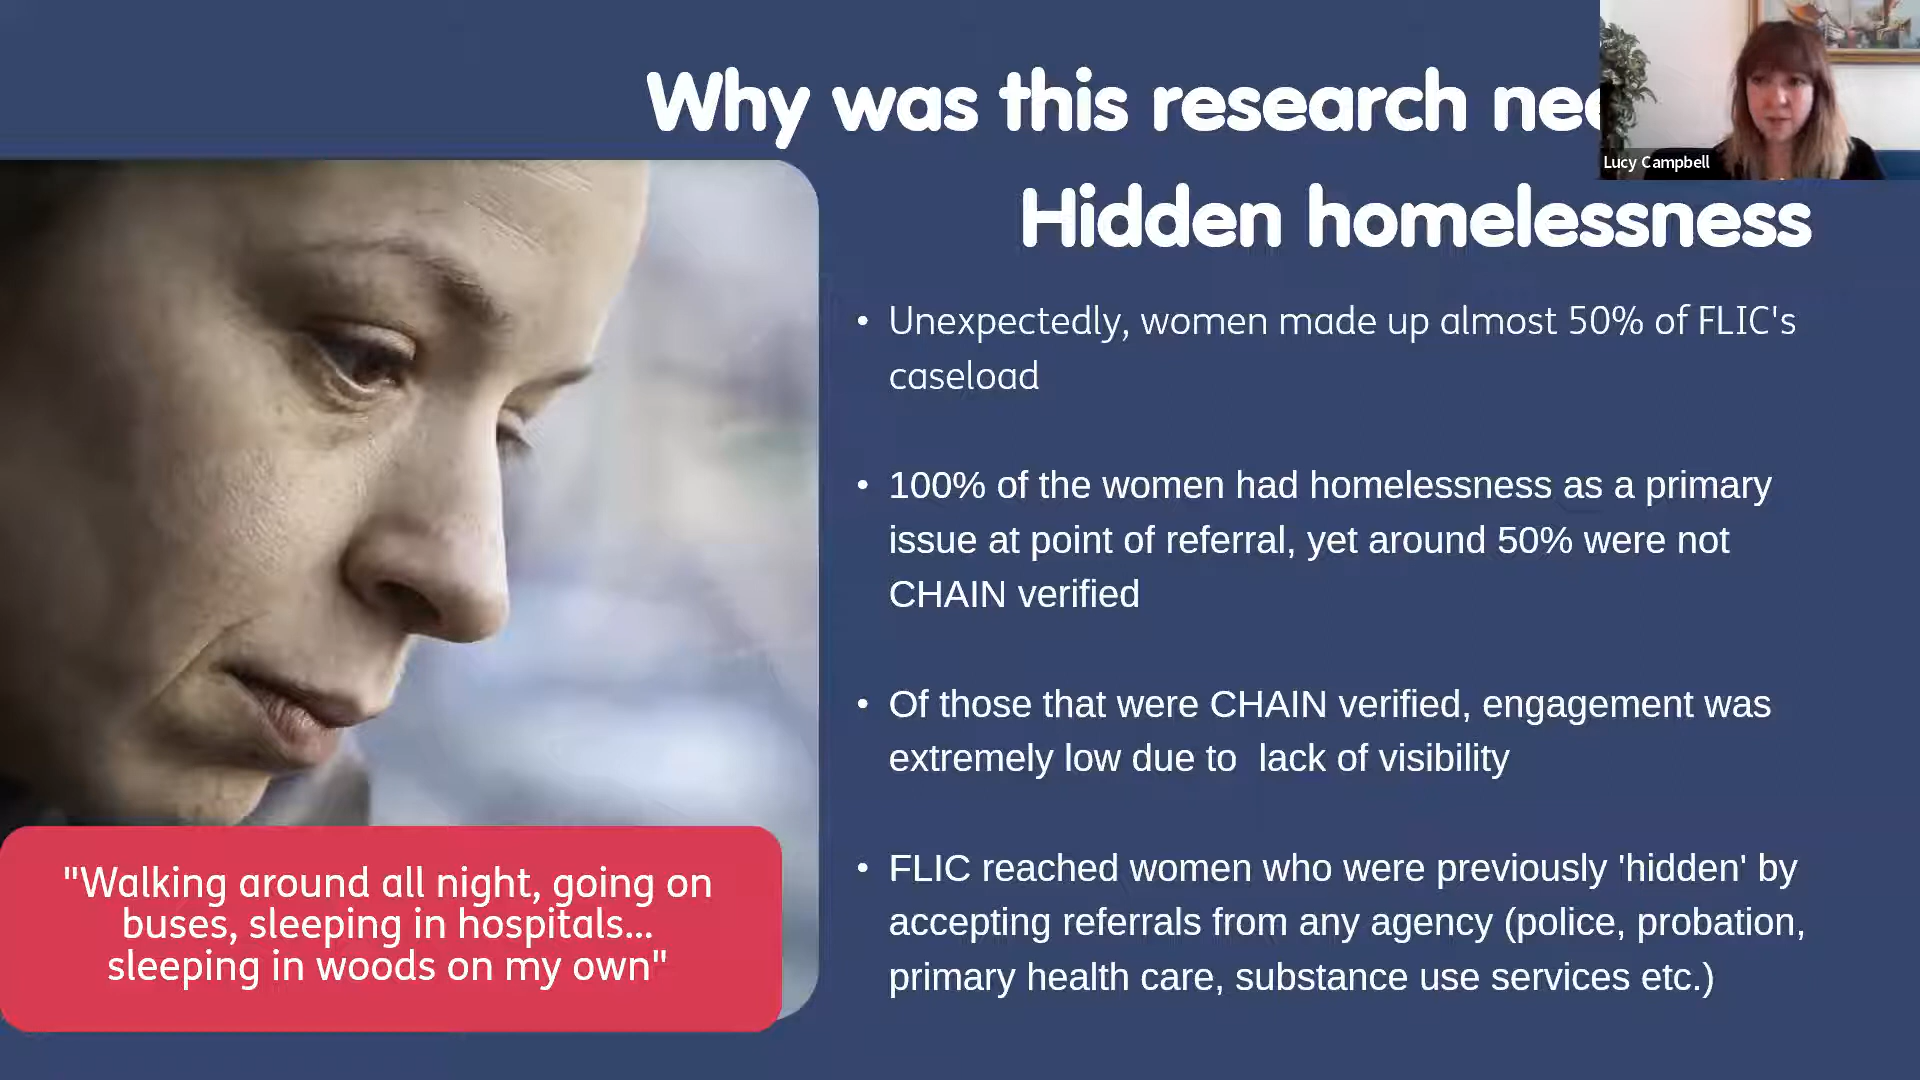 Why was this research
Lucy Campbell
Hidden homelessness
• Unexpectedly, women made up almost 50% of FLIC's
caseload
• 100% of the women had homelessness as a primary
issue at point of referral, yet around 50% were not
CHAIN verified
• Of those that were CHAIN verified, engagement was
extremely low due to  lack of visibility
• FLIC reached women who were previously 'hidden' by
accepting referrals from any agency (police, probation,
primary health care, substance use services etc.)
"Walking around all night, going on
buses, sleeping in hospitals...
sleeping in woods on my own"